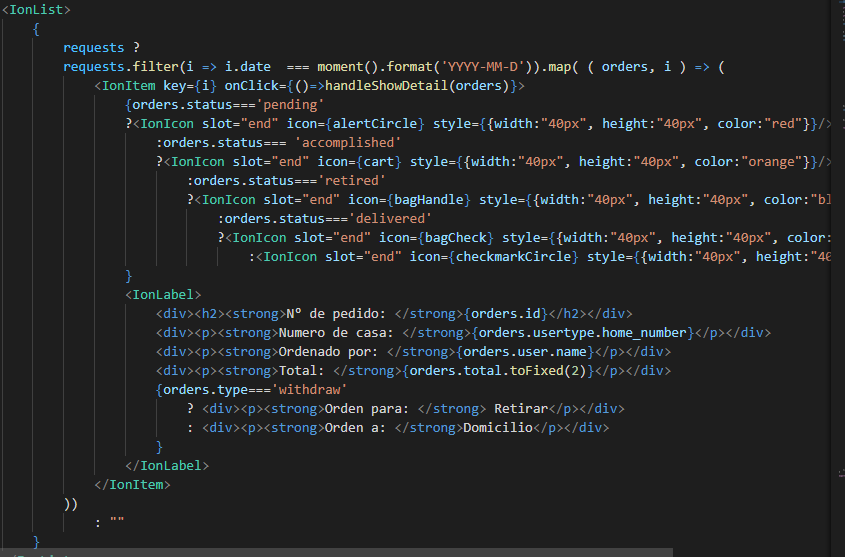 <IonList>
{
requests ?
requests.filter(i => i.date  === moment().format('YYYY-MM-D')).map( ( orders, i ) => (
<IonItem key={i} onClick={()=>handleShowDetail(orders)}>
{orders.status==='pending'
?<IonIcon slot="end" icon={alertCircle} style={{width:"40px", height:"40px", color:"red"}}/>
:orders.status=== 'accomplished'
?<IonIcon slot="end" icon={cart} style={{width:"40px", height:"40px", color:"orange"}}/>
:orders.status==='retired'
?<IonIcon slot="end" icon={bagHandle} style={{width:"40px", height:"40px", color:"bl
:orders.status==='delivered'
?<IonIcon slot="end" icon={bagCheck} style={{width:"40px", height:"40px", color:
:<IonIcon slot="end" icon={checkmarkCircle} style={{width:"40px", height:"40
}
<IonLabel>
<div><h2><strong>Nº de pedido: </strong>{orders.id}</h2></div>
<div><p><strong>Numero de casa: </strong>{orders.usertype.home_number}</p></div>
<div><p><strong>Ordenado por: </strong>{orders.user.name}</p></div>
<div><p><strong>Total: </strong>{orders.total.toFixed(2)}</p></div>
{orders.type==='withdraw'
? <div><p><strong>Orden para: </strong> Retirar</p></div>
: <div><p><strong>Orden a: </strong>Domicilio</p></div>
}
</IonLabel>
</IonItem>
))
: ""
}